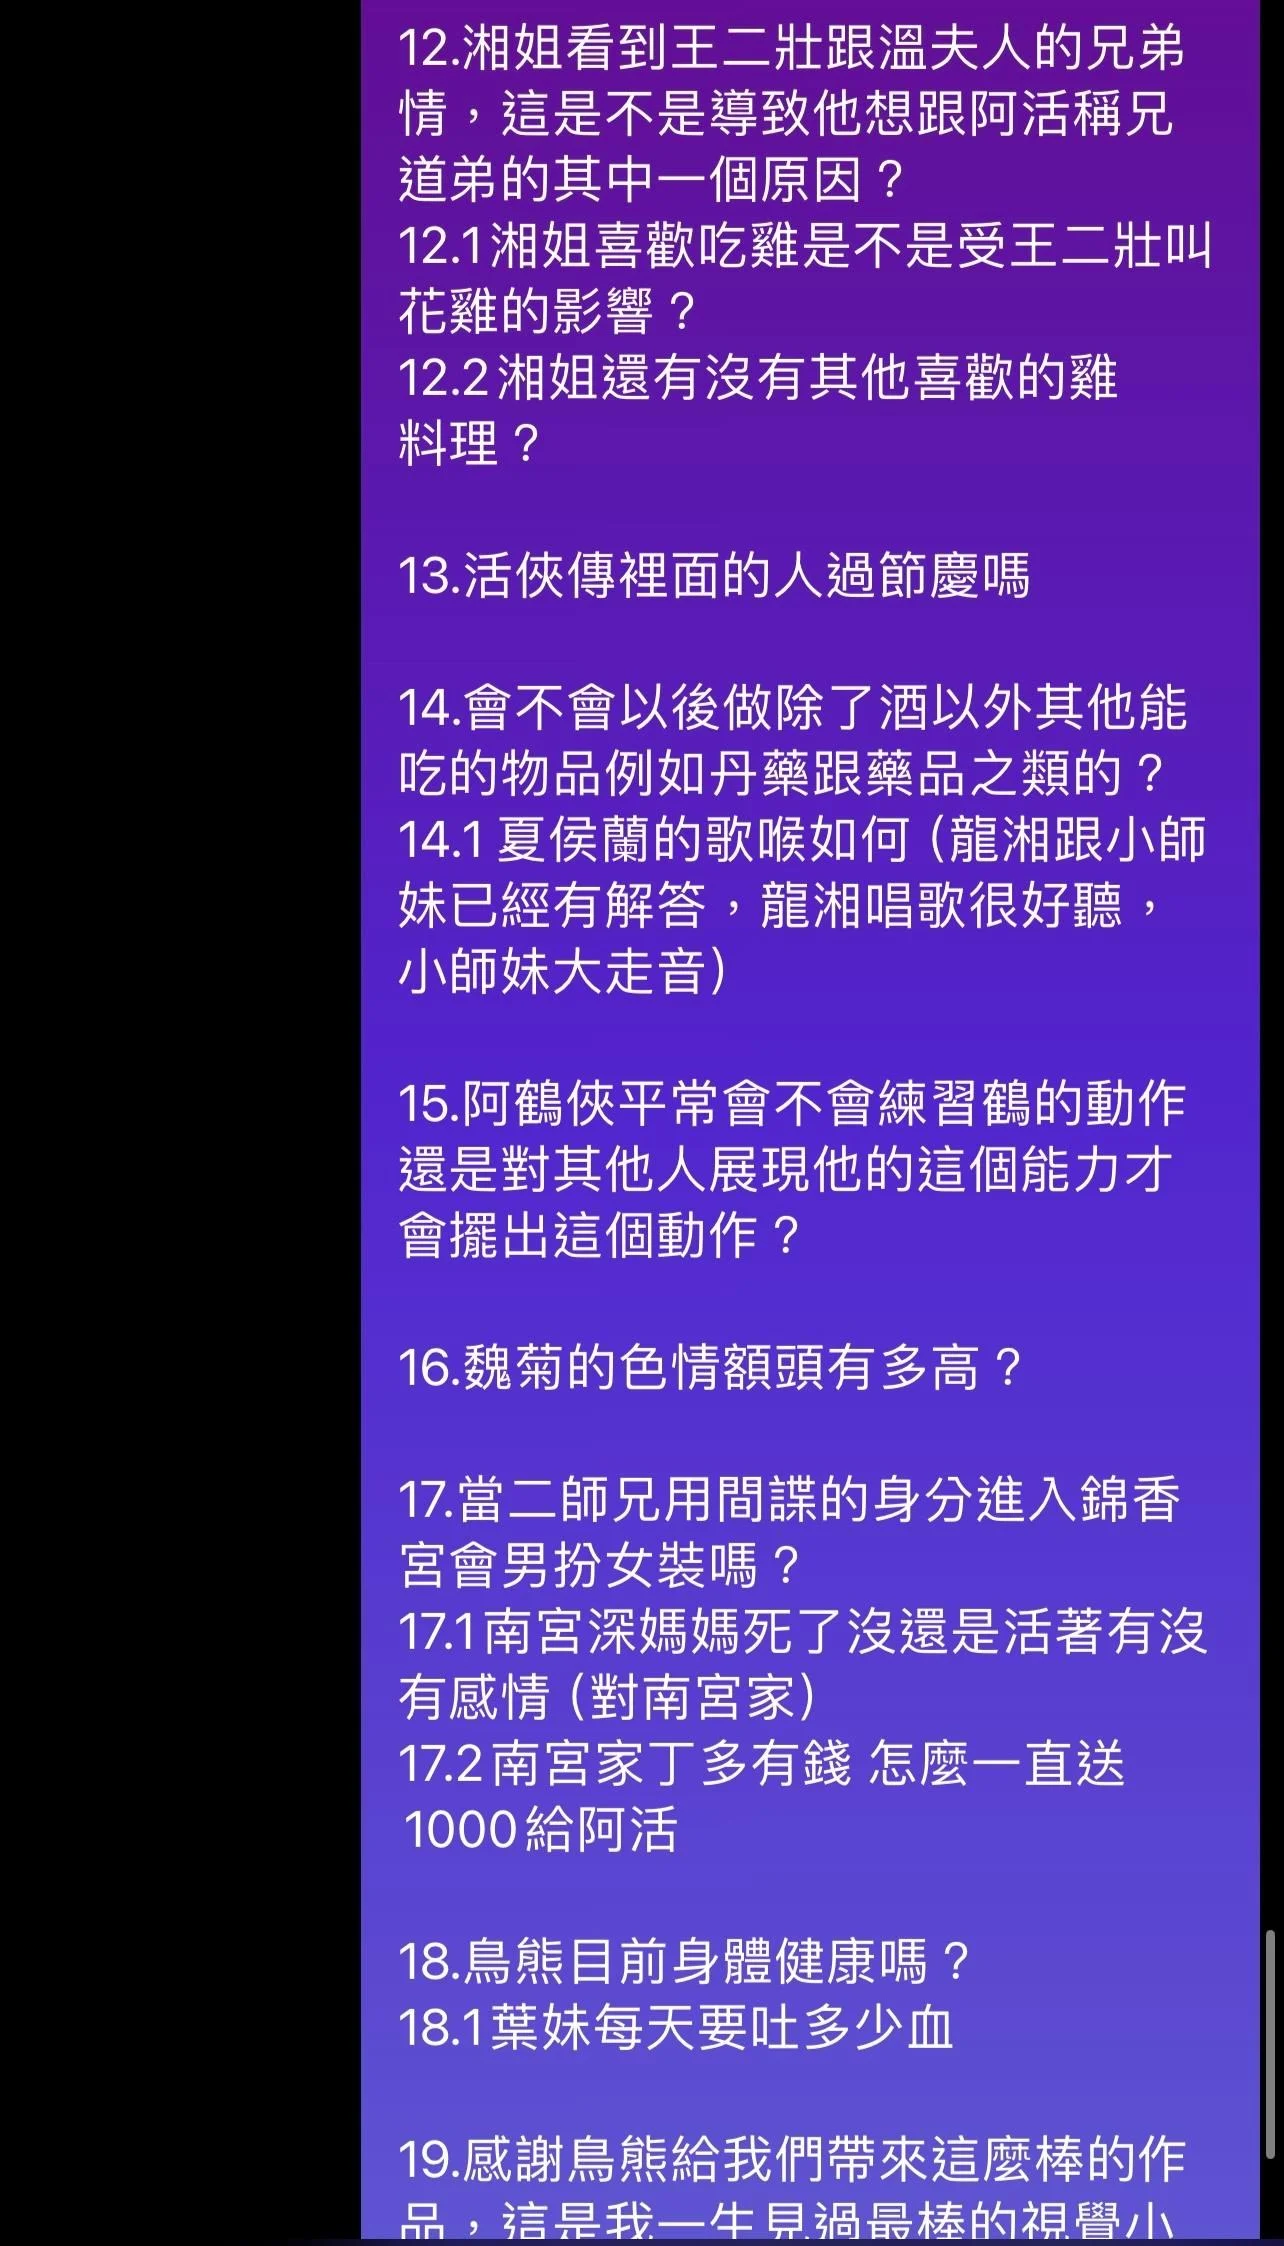 12.湘姐看到王二壯跟溫夫人的兄弟
情，這是不是導致他想跟阿活稱兄
道弟的其中一個原因？
12.1湘姐喜歡吃雞是不是受王二壯叫
花雞的影響？
12.2湘姐還有沒有其他喜歡的雞
料理？
13.活俠傳裡面的人過節慶嗎
14.會不會以後做除了酒以外其他能
吃的物品例如丹藥跟藥品之類的？
14.1 夏侯蘭的歌喉如何（龍湘跟小師
妹已經有解答，龍湘唱歌很好聽，
小師妹大走音）
15.阿鶴俠平常會不會練習鶴的動作
還是對其他人展現他的這個能力才
會擺出這個動作？
16.魏菊的色情額頭有多高？
17.當二師兄用間諜的身分進入錦香
宮會男扮女裝嗎？
17.1南宮深媽媽死了沒還是活著有沒
有感情（對南宮家）
17.2南宮家丁多有錢 怎麼一直送
1000給阿活
18.鳥熊目前身體健康嗎？
18.1葉妹每天要吐多少血
19.感謝鳥熊給我們帶來這麼棒的作
品，這是我一生見過最棒的視覺小